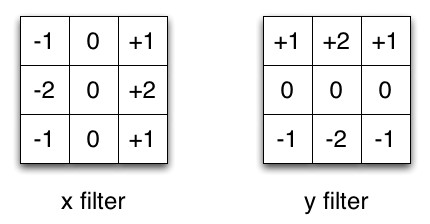 -1 0 +1 +1 +2 +1
-2 0 +2 0 0 0
-1 0 +1 -1 -2 -1
x filter y filter